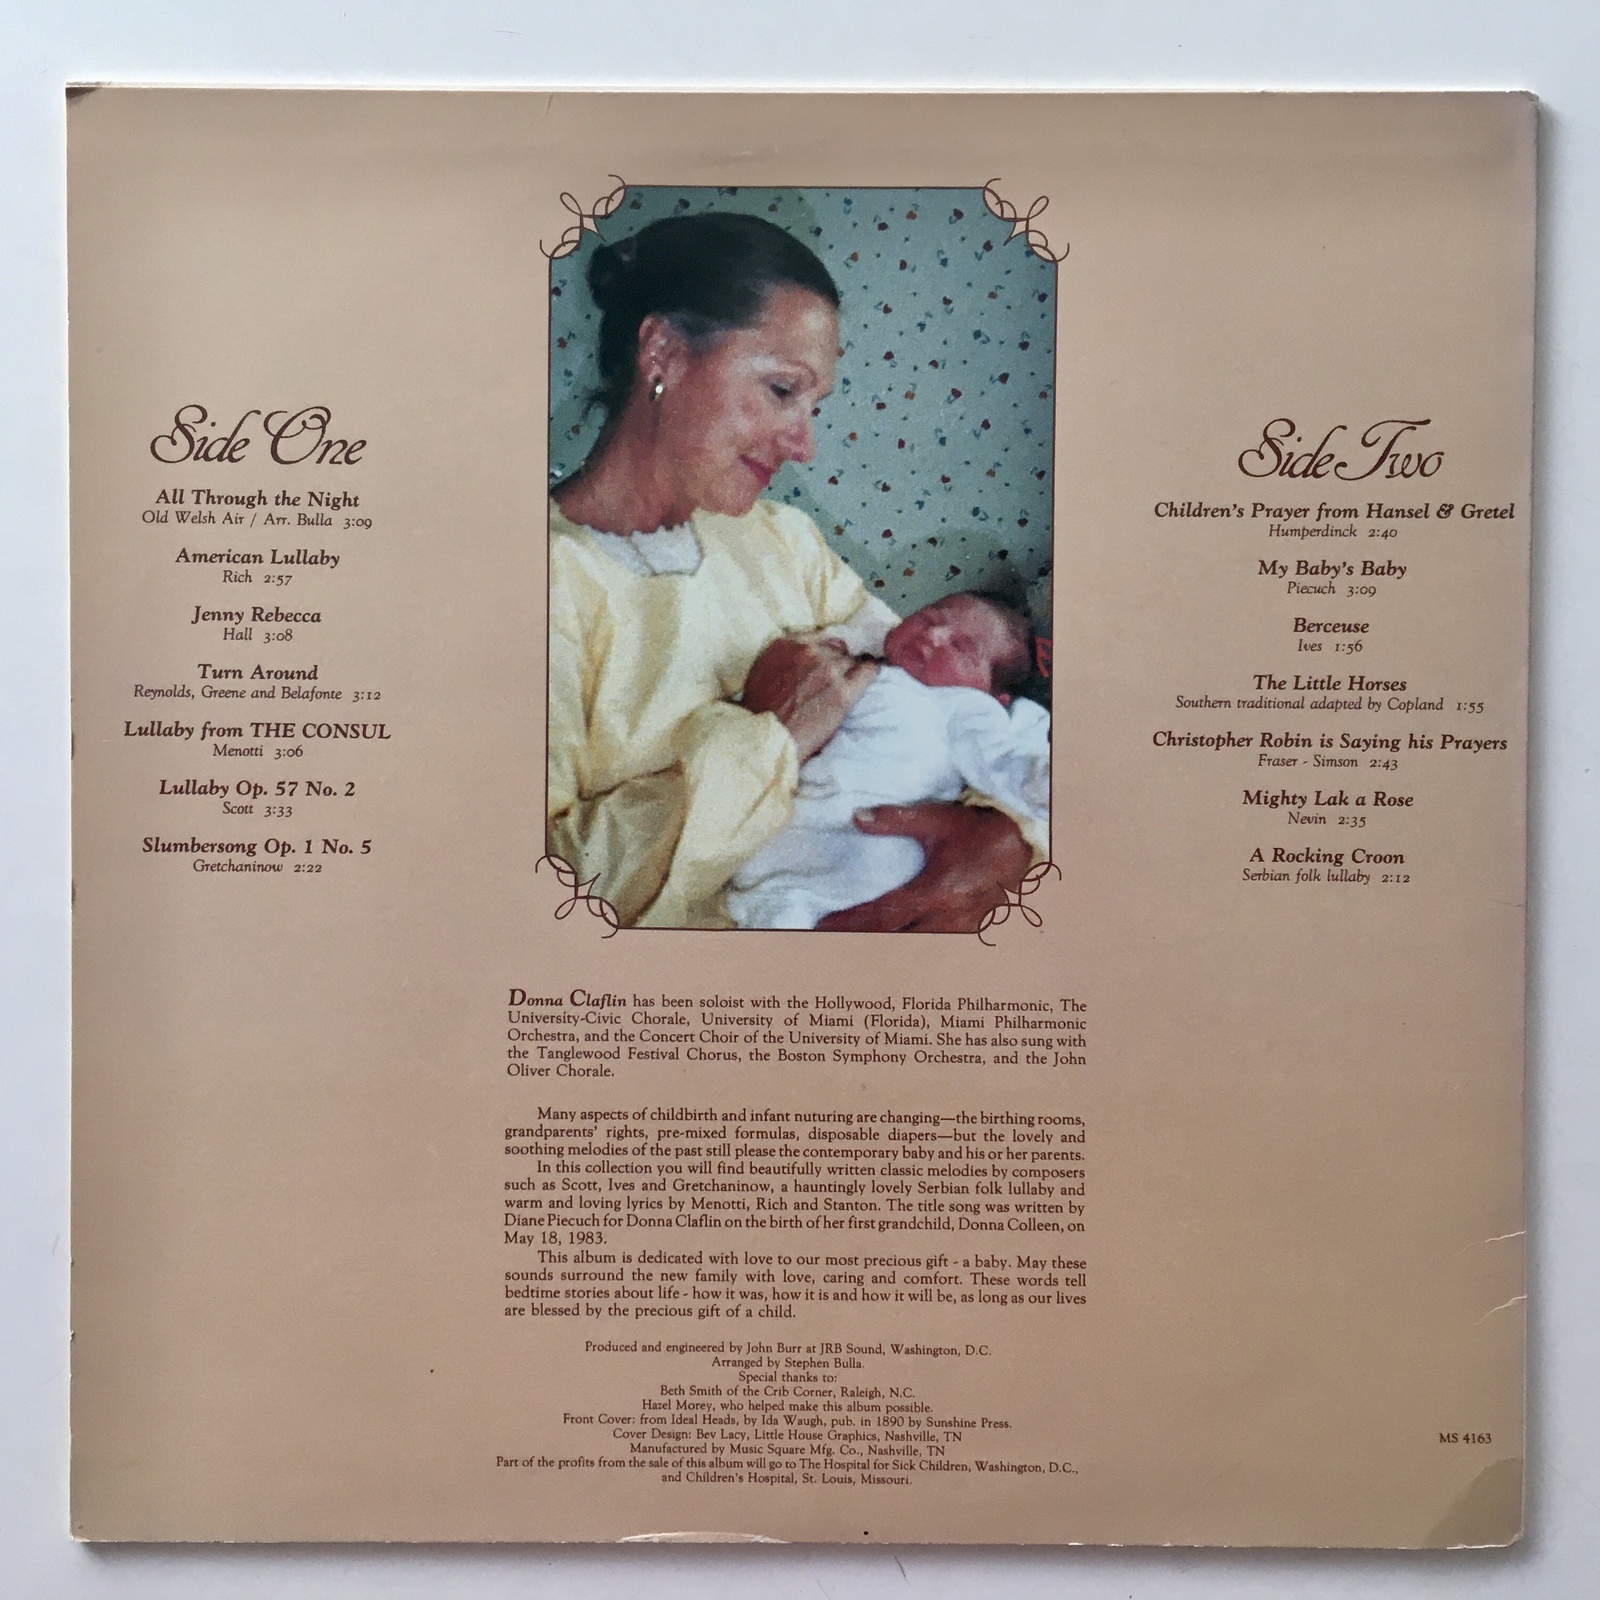 Side One
All Through the Night
Old Welsh Air / Arr. Bulla 3:09
American Lullaby
Rich 2:57
Jenny Rebecca
Hall 3:08
Turn Around
Reynolds, Greene and Belafonte 3:12
Lullaby from THE CONSUL
Menotti 3:06
Lullaby Op. 57 No. 2
Scott 3:33
Slumbersong Op. 1 No. 5
Gretchaninow 2:22
Side Two
Children's Prayer from Hansel & Gretel
Humperdinck 2:40
My Baby's Baby
Piecuch 3:09
Berceuse
Ives 1:56
The Little Horses
Southern traditional adapted by Copland 1:55
Christopher Robin is Saying his Prayers
Fraser - Simson 2:43
Mighty Lak a Rose
Nevin 2:35
A Rocking Croon
Serbian folk lullaby 2:12
Donna Claflin has been soloist with the Hollywood, Florida Philharmonic, The
University-Civic Chorale, University of Miami (Florida), Miami Philharmonic
Orchestra, and the Concert Choir of the University of Miami. She has also sung with
the Tanglewood Festival Chorus, the Boston Symphony Orchestra, and the John
Oliver Chorale.
Many aspects of childbirth and infant nuturing are changing—the birthing rooms,
grandparents' rights, pre-mixed formulas, disposable diapers—but the lovely and
soothing melodies of the past still please the contemporary baby and his or her parents.
In this collection you will find beautifully written classic melodies by composers
such as Scott, Ives and Gretchaninow, a hauntingly lovely Serbian folk lullaby and
warm and loving lyrics by Menotti, Rich and Stanton. The title song was written by
Diane Piecuch for Donna Claflin on the birth of her first grandchild, Donna Colleen, on
May 18, 1983.
This album is dedicated with love to our most precious gift - a baby. May these
sounds surround the new family with love, caring and comfort. These words tell
bedtime stories about life - how it was, how it is and how it will be, as long as our lives
are blessed by the precious gift of a child.
Produced and engineered by John Burr at JRB Sound, Washington, D.C.
Arranged by Stephen Bulla.
Special thanks to:
Beth Smith of the Crib Corner, Raleigh, N.C.
Hazel Morey, who helped make this album possible.
Front Cover: from Ideal Heads, by Ida Waugh, pub. in 1890 by Sunshine Press.
Cover Design: Bev Lacy, Little House Graphics, Nashville, TN
Manufactured by Music Square Mfg. Co., Nashville, TN
Part of the profits from the sale of this album will go to The Hospital for Sick Children, Washington, D.C.,
and Children's Hospital, St. Louis, Missouri.
MS 4163